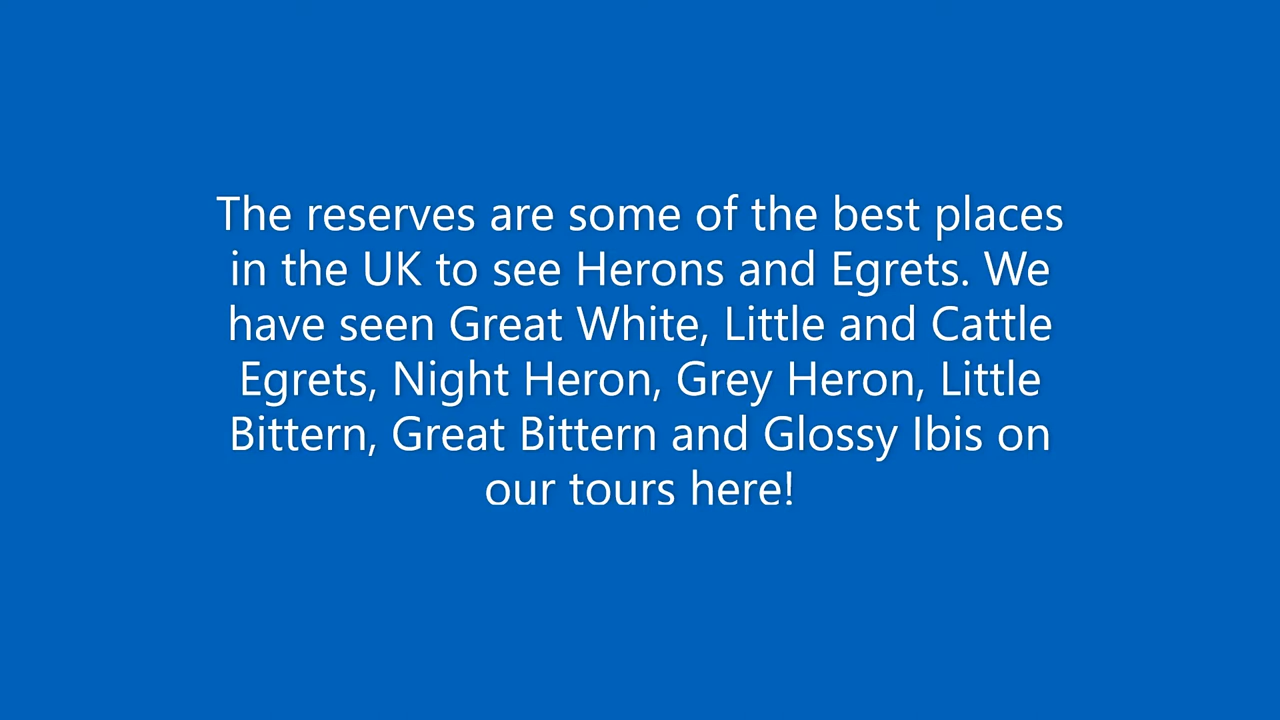 The reserves are some of the best places
in the UK to see Herons and Egrets. We
have seen Great White, Little and Cattle
Egrets, Night Heron, Grey Heron, Little
Bittern, Great Bittern and Glossy Ibis on
our tours here!